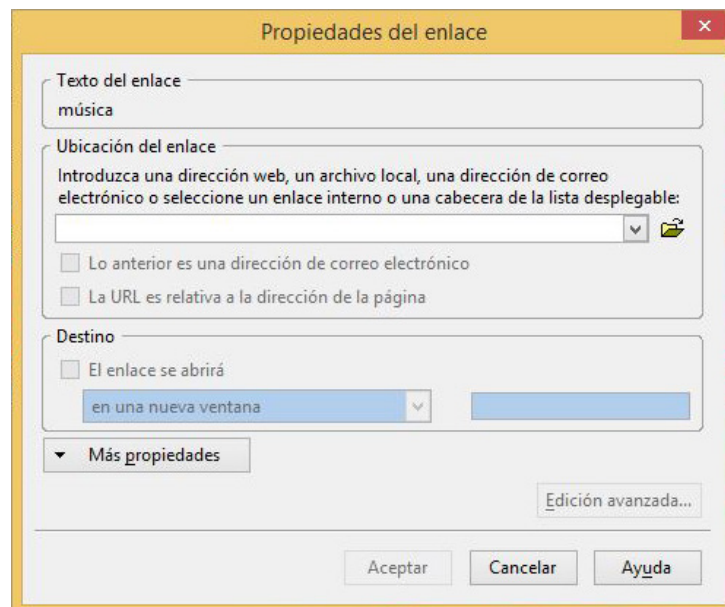 Propiedades del enlace
Texto del enlace
música
Ubicación del enlace
Introduzca una dirección web, un archivo local, una dirección de correo
electrónico o seleccione un enlace interno o una cabecera de la lista desplegable:
Lo anterior es una dirección de correo electrónico
La URL es relativa a la dirección de la página
Destino
El enlace se abrirá
en una nueva ventana
Más propiedades
Edición avanzada...
Aceptar Cancelar Ayuda